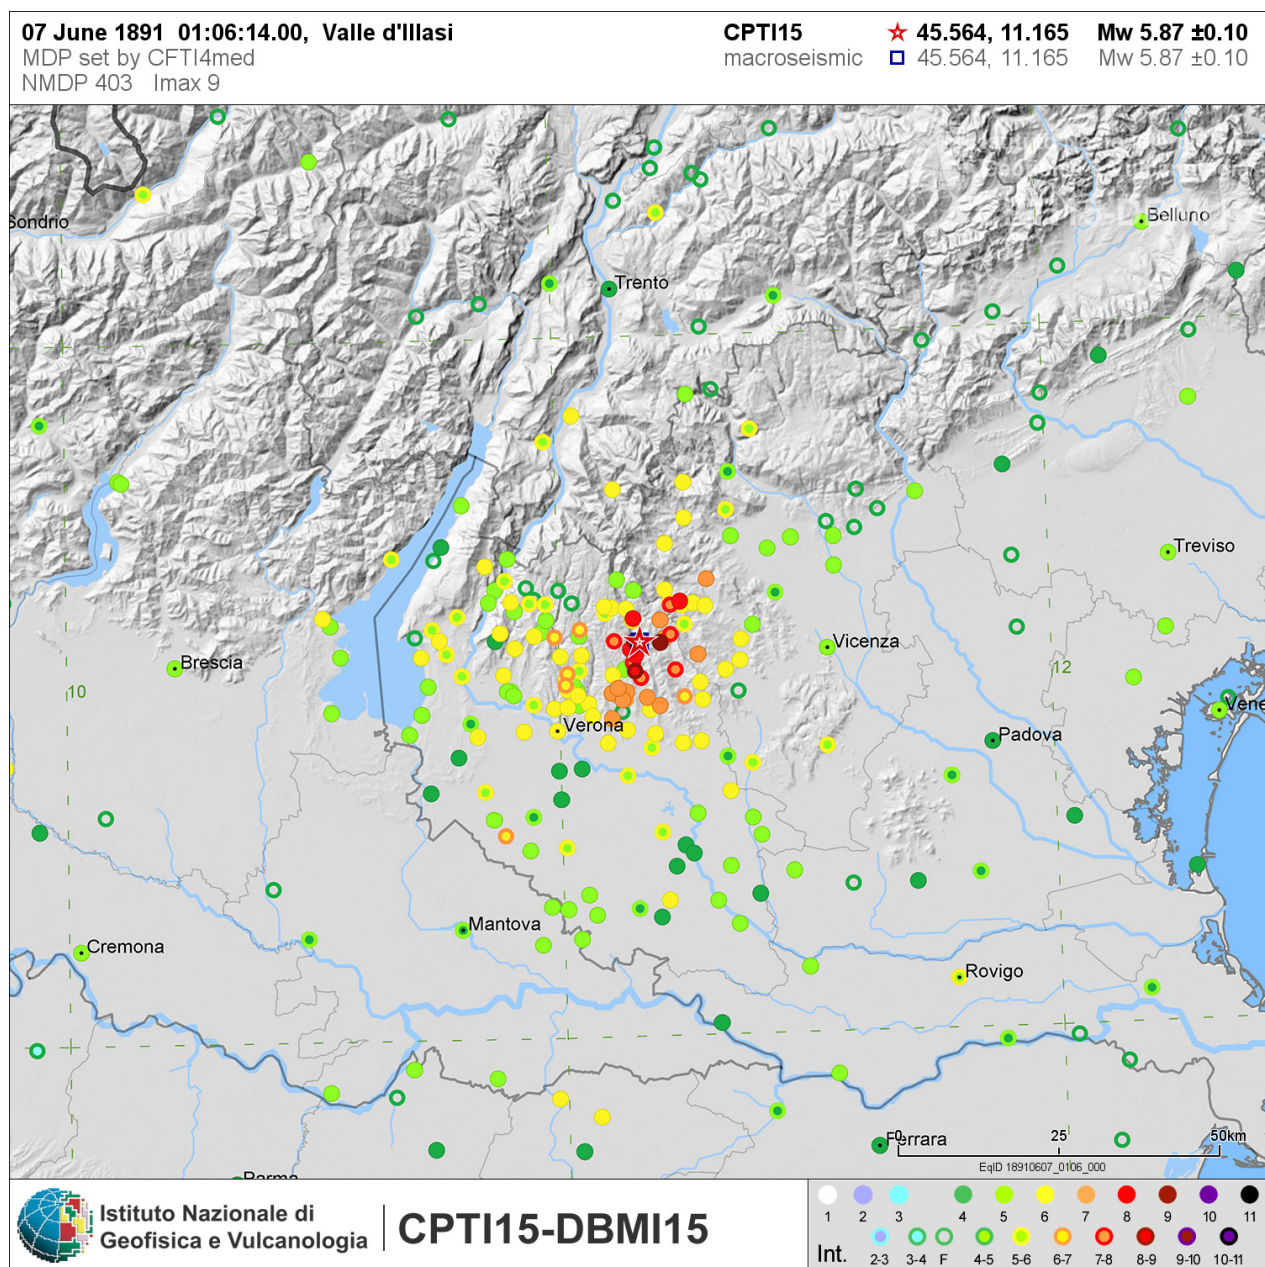 07 June 1891 01:06:14.00, Valle d'Illasi
MDP set by CFTI4med
NMDP 403 Imax 9
CPTI15 45.564, 11.165 Mw 5.87 ±0.10
macroseismic 45.564, 11.165 Mw 5.87 ±0.10
Sondrio
Belluno
Trento
Treviso
Brescia
Vicenza
10
12
Verona
Vene
Padova
Mantova
Cremona
Rovigo
Ferrara
0 25 50km
EqID 18910607_0106_000
Parma
Istituto Nazionale di
Geofisica e Vulcanologia
CPTI15-DBMI15
1 2 3 4 5 6 7 8 9 10 11
Int. 2-3 3-4 F 4-5 5-6 6-7 7-8 8-9 9-10 10-11